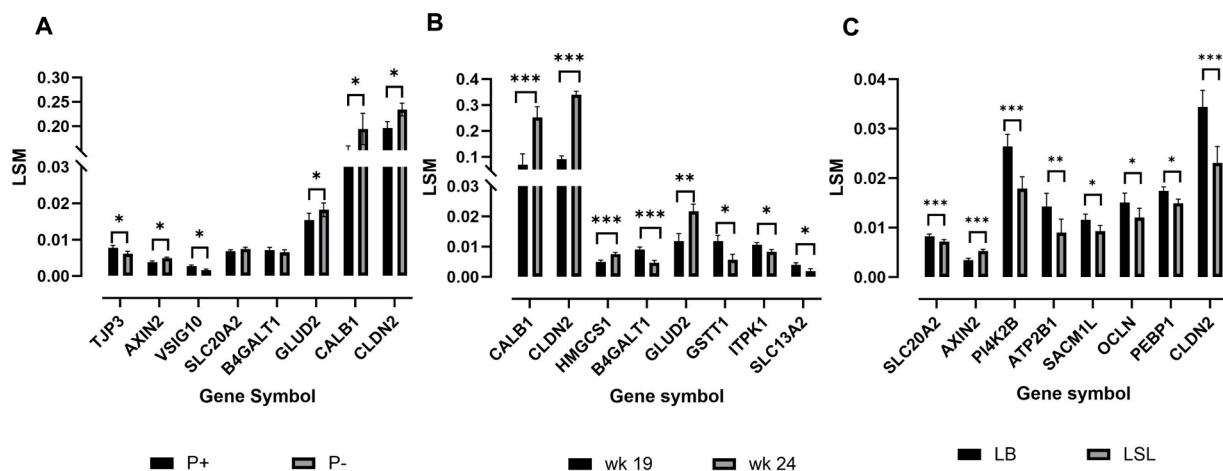 A
LSM
0.30
0.25
0.20
0.03
0.02
0.01
0.00
* * * * * *
TJP3
AXIN2
VSIG10
SLC20A2
B4GALT1
GLUD2
CALB1
CLDN2
Gene Symbol
P+ P-
B
LSM
0.4
0.3
0.2
0.1
0.03
0.02
0.01
0.00
*** *** *** *** ** * * *
CALB1
CLDN2
HMGCS1
B4GALT1
GLUD2
GSTT1
ITPK1
SLC13A2
Gene symbol
wk 19 wk 24
C
LSM
0.04
0.03
0.02
0.01
0.00
*** *** *** ** * * * ***
SLC20A2
AXIN2
PI4K2B
ATP2B1
SACM1L
OCLN
PEBP1
CLDN2
Gene symbol
LB LSL